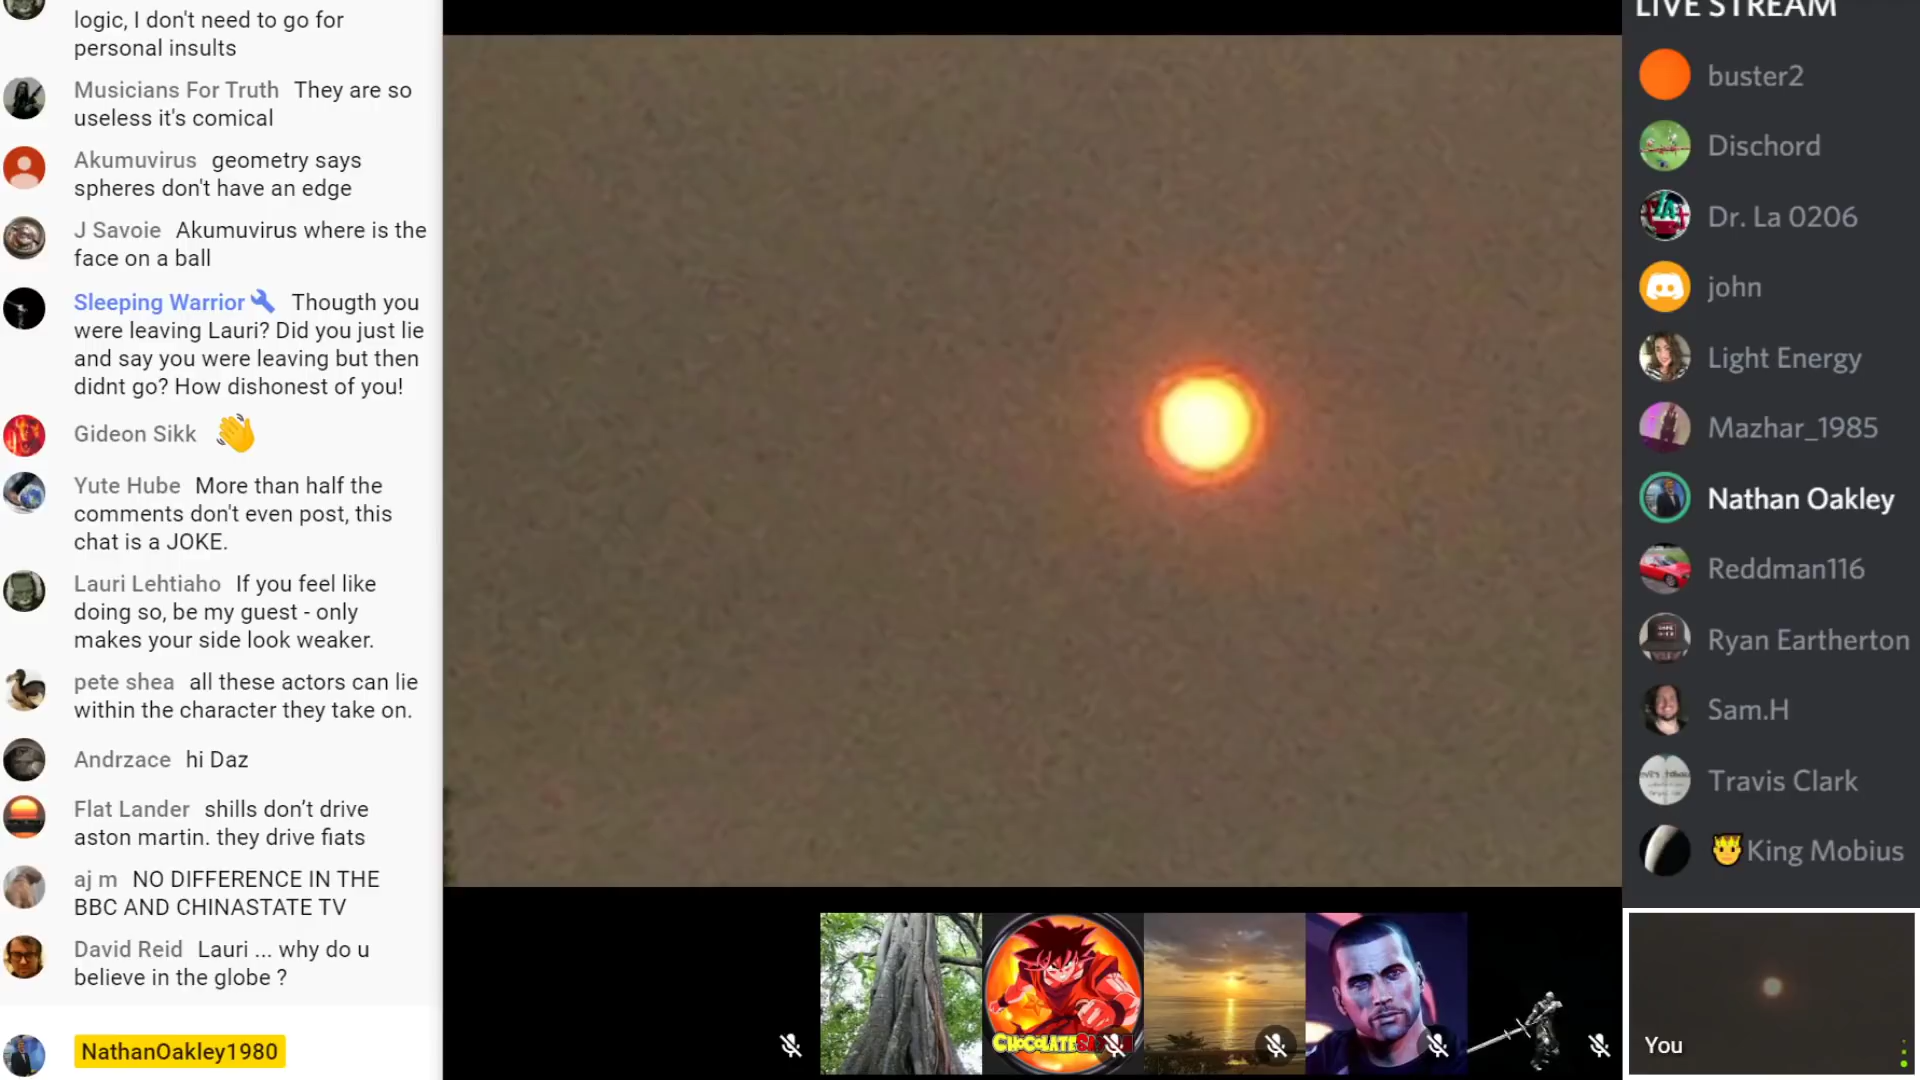 logic, I don't need to go for
personal insults
Musicians For Truth They are so
useless it's comical
Akumuvirus geometry says
spheres don't have an edge
J Savoie Akumuvirus where is the
face on a ball
Sleeping Warrior Thougth you
were leaving Lauri? Did you just lie
and say you were leaving but then
didnt go? How dishonest of you!
Gideon Sikk
Yute Hube More than half the
comments don't even post, this
chat is a JOKE.
Lauri Lehtiaho If you feel like
doing so, be my guest - only
makes your side look weaker.
pete shea all these actors can lie
within the character they take on.
Andrzace hi Daz
Flat Lander shills don’t drive
aston martin. they drive fiats
aj m NO DIFFERENCE IN THE
BBC AND CHINASTATE TV
David Reid Lauri ... why do u
believe in the globe ?
NathanOakley1980
LIVE STREAM
buster2
Dischord
Dr. La 0206
john
Light Energy
Mazhar_1985
Nathan Oakley
Reddman116
Ryan Eartherton
Sam.H
Travis Clark
King Mobius
You